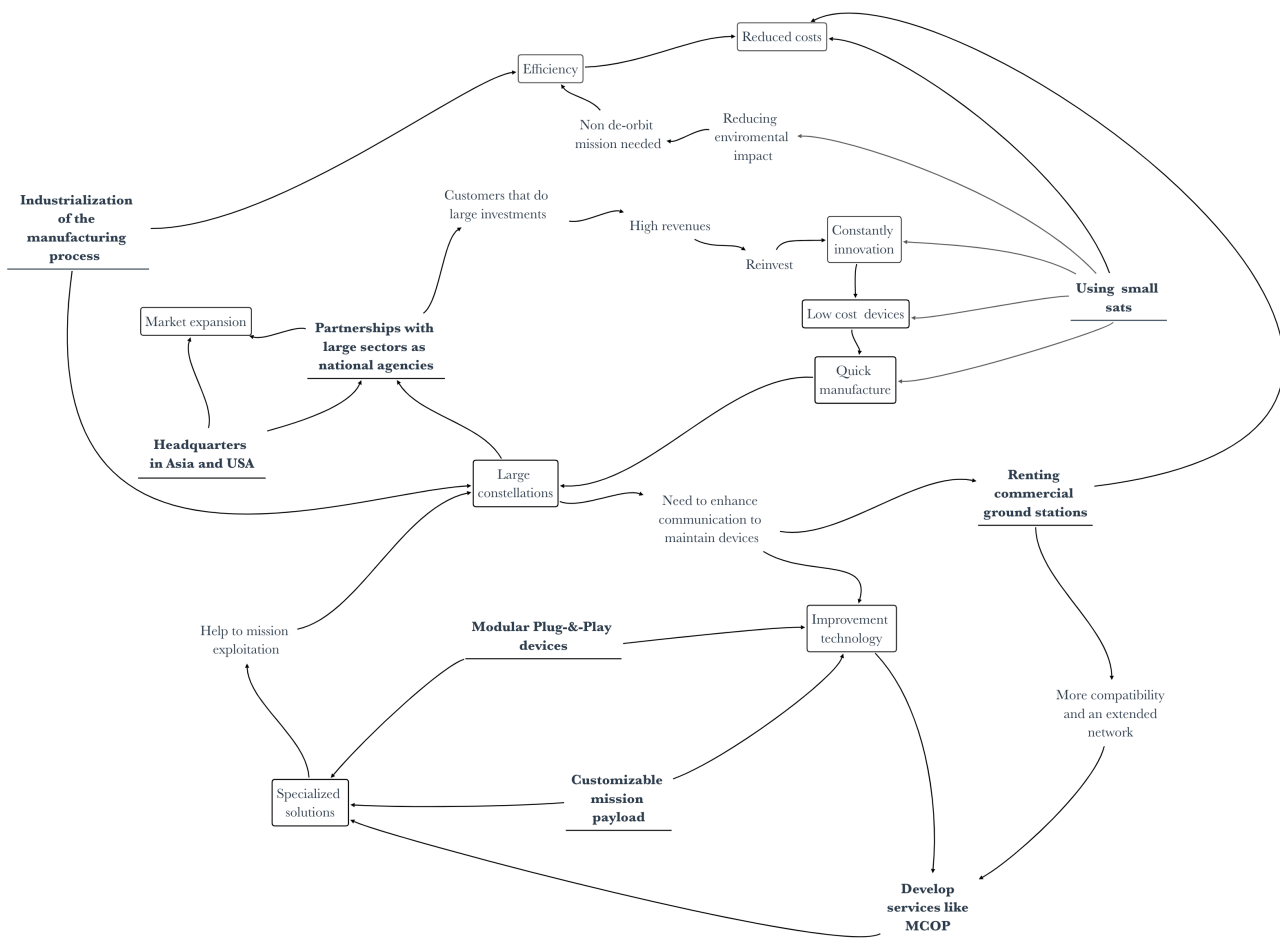 Reduced costs
Efficiency
Non de-orbit
mission needed
Reducing
enviromental
impact
Industrialization
of the
manufacturing
process
Customers that do
large investments
High revenues
Reinvest
Constantly
innovation
Using small
sats
Low cost devices
Market expansion
Partnerships with
large sectors as
national agencies
Quick
manufacture
Headquarters
in Asia and USA
Large
constellations
Need to enhance
communication to
maintain devices
Renting
commercial
ground stations
Help to mission
exploitation
Modular Plug-&-Play
devices
Improvement
technology
More compatibility
and an extended
network
Specialized
solutions
Customizable
mission
payload
Develop
services like
MCOP